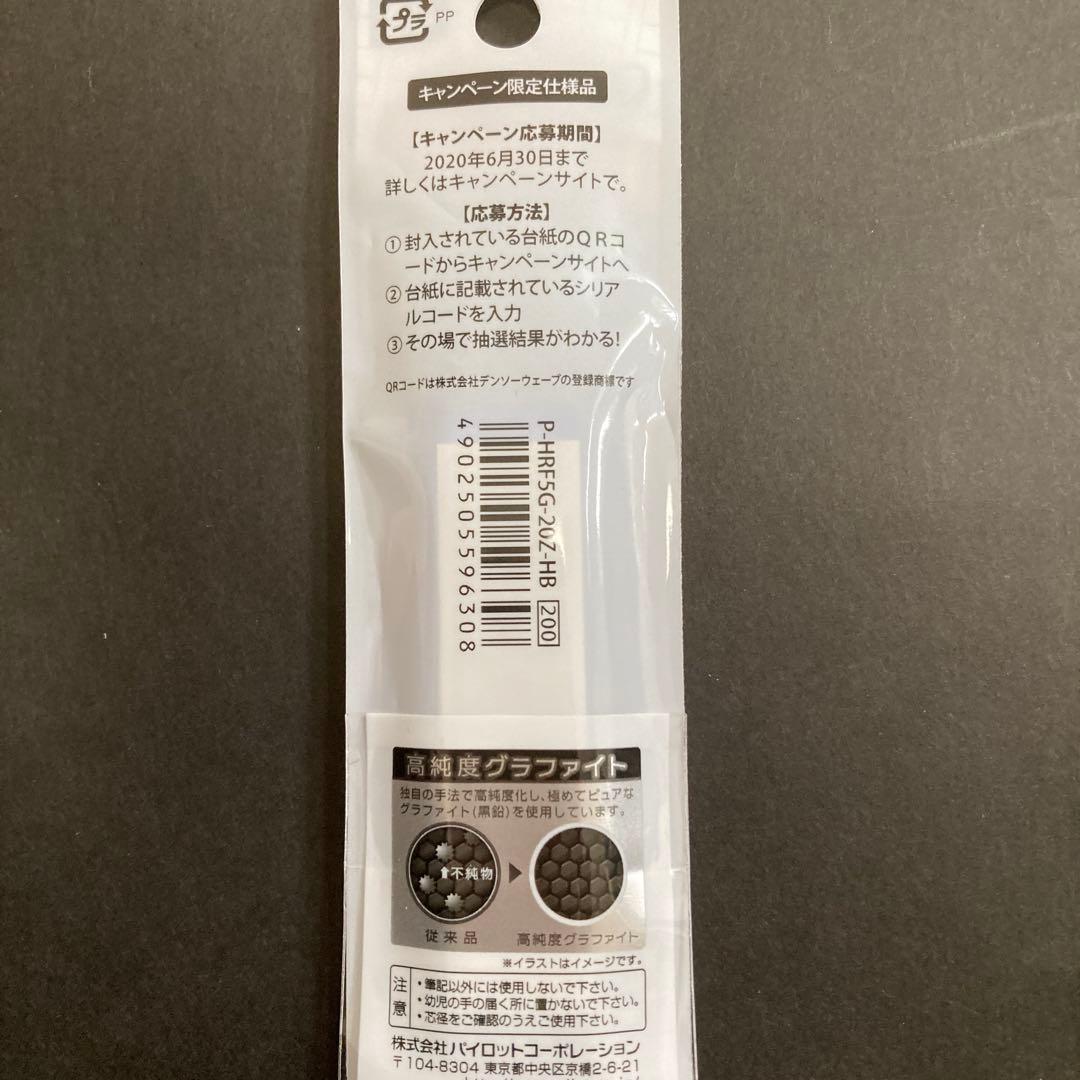 プラ PP
キャンペーン限定仕様品
【キャンペーン応募期間】
2020年6月30日まで
詳しくはキャンペーンサイトで。
【応募方法】
①封入されている台紙のQRコ
ードからキャンペーンサイトへ
②台紙に記載されているシリア
ルコードを入力
③その場で抽選結果がわかる!
QRコードは株式会社デンソーウェーブの登録商標です
P-HRF5G-20Z-HB 200
4902505596308
高純度グラファイト
独自の手法で高純度化し、極めてピュアな
グラファイト(黒鉛)を使用しています。
⬆不純物
従来品 高純度グラファイト
※イラストはイメージです。
注意
・筆記以外には使用しないで下さい。
・幼児の手の届く所に置かないで下さい。
・芯径をご確認のうえご使用下さい。
株式会社パイロットコーポレーション
〒104-8304 東京都中央区京橋2-6-21